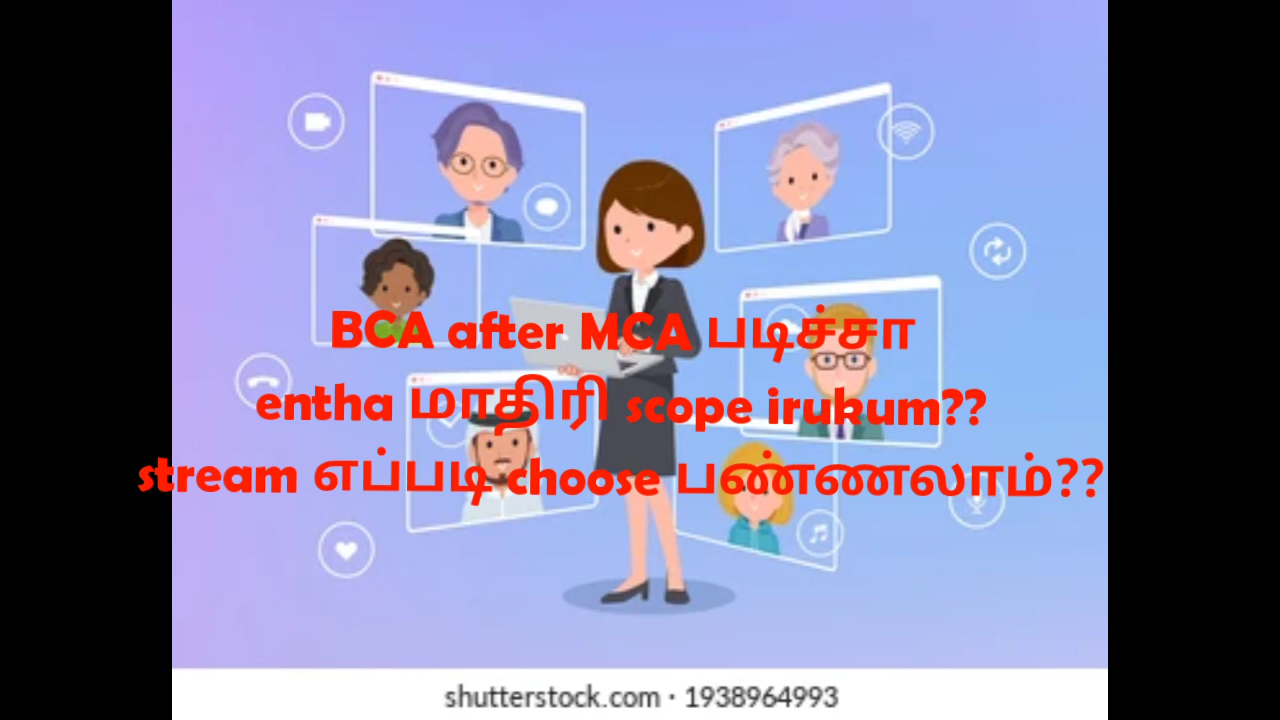 BCA after MCA படிச்சா
entha மாதிரி scope irukum??
stream எப்படி choose பண்ணலாம்??
shutterstock.com · 1938964993